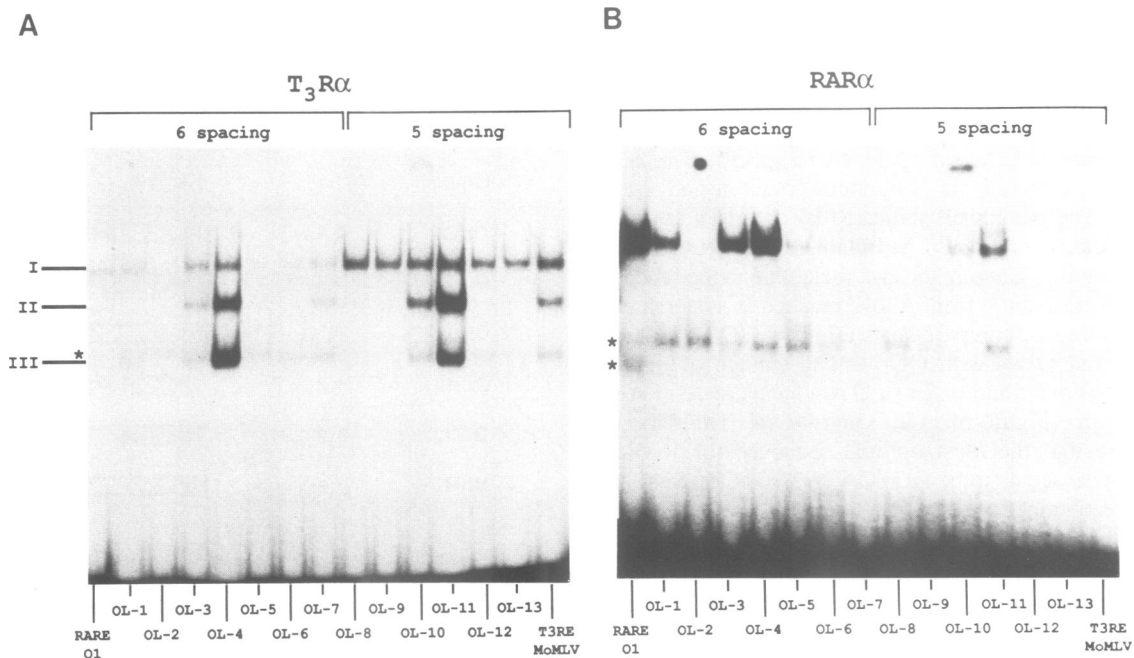 A
T3Rα
6 spacing
5 spacing
I
II
*
III
OL-1
OL-3
OL-5
OL-7
OL-9
OL-11
OL-13
RARE
O1
OL-2
OL-4
OL-6
OL-8
OL-10
OL-12
T3RE
MoMLV
B
RARα
6 spacing
5 spacing
*
*
OL-1
OL-3
OL-5
OL-7
OL-9
OL-11
OL-13
RARE
O1
OL-2
OL-4
OL-6
OL-8
OL-10
OL-12
T3RE
MoMLV